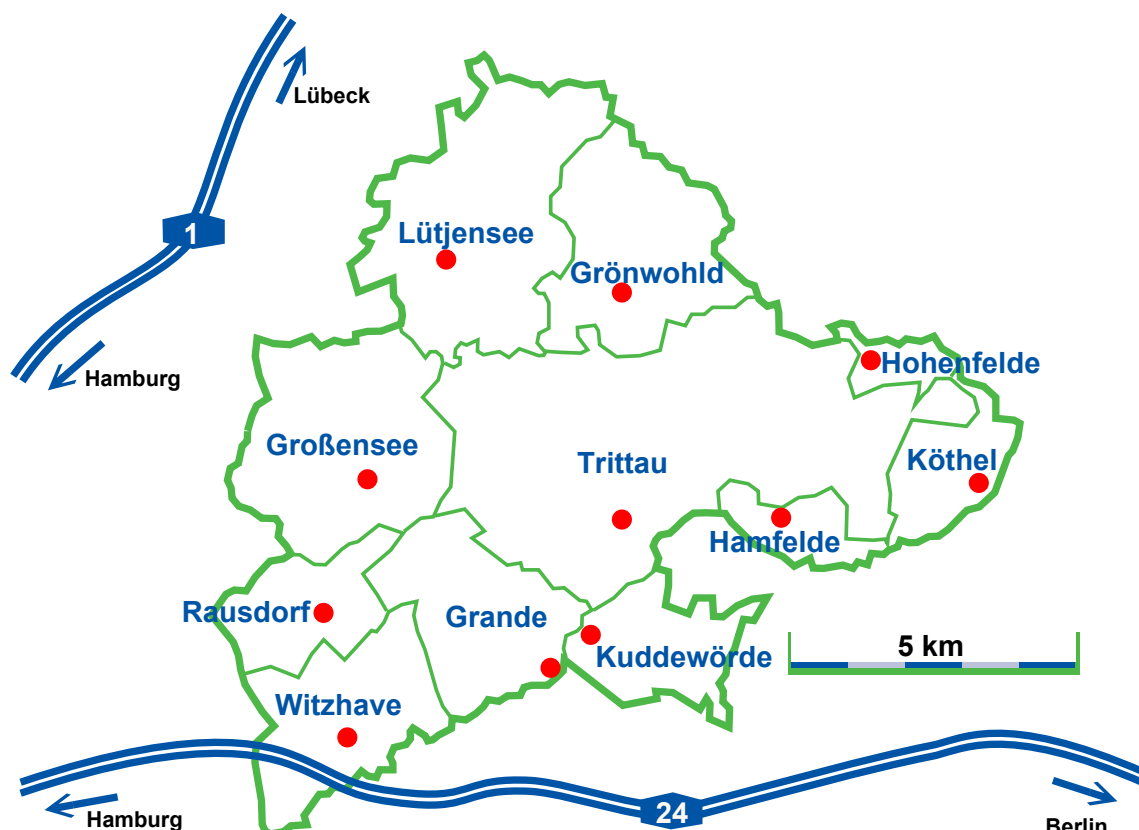 Lübeck
1
Lütjensee
Grönwohld
Hohenfelde
Hamburg
Großensee
Trittau
Köthel
Hamfelde
Rausdorf
Grande
5 km
Kuddewörde
Witzhave
24
Hamburg
Berlin